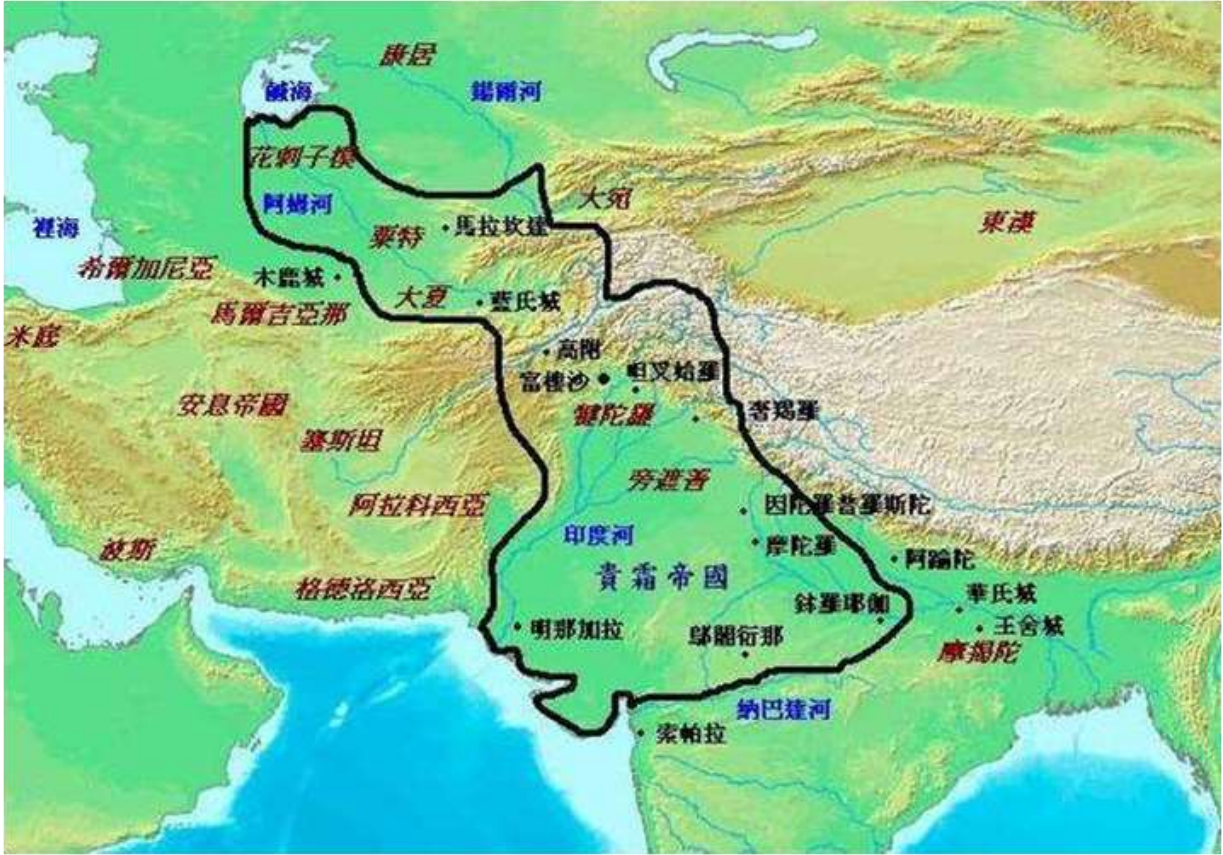 康居
鹹海
錫爾河
花剌子模
大宛
阿姆河
東漢
裡海
粟特
馬拉坎達
希爾加尼亞
木鹿城
大夏
藍氏城
馬爾吉亞那
米底
高附
富樓沙
呾叉始羅
安息帝國
犍陀羅
奢羯羅
塞斯坦
旁遮普
阿拉科西亞
因陀羅普羅斯陀
印度河
摩陀羅
波斯
阿踰陀
貴霜帝國
格德洛西亞
華氏城
鉢羅耶伽
明那加拉
王舍城
鄔闍衍那
摩揭陀
納巴達河
索帕拉